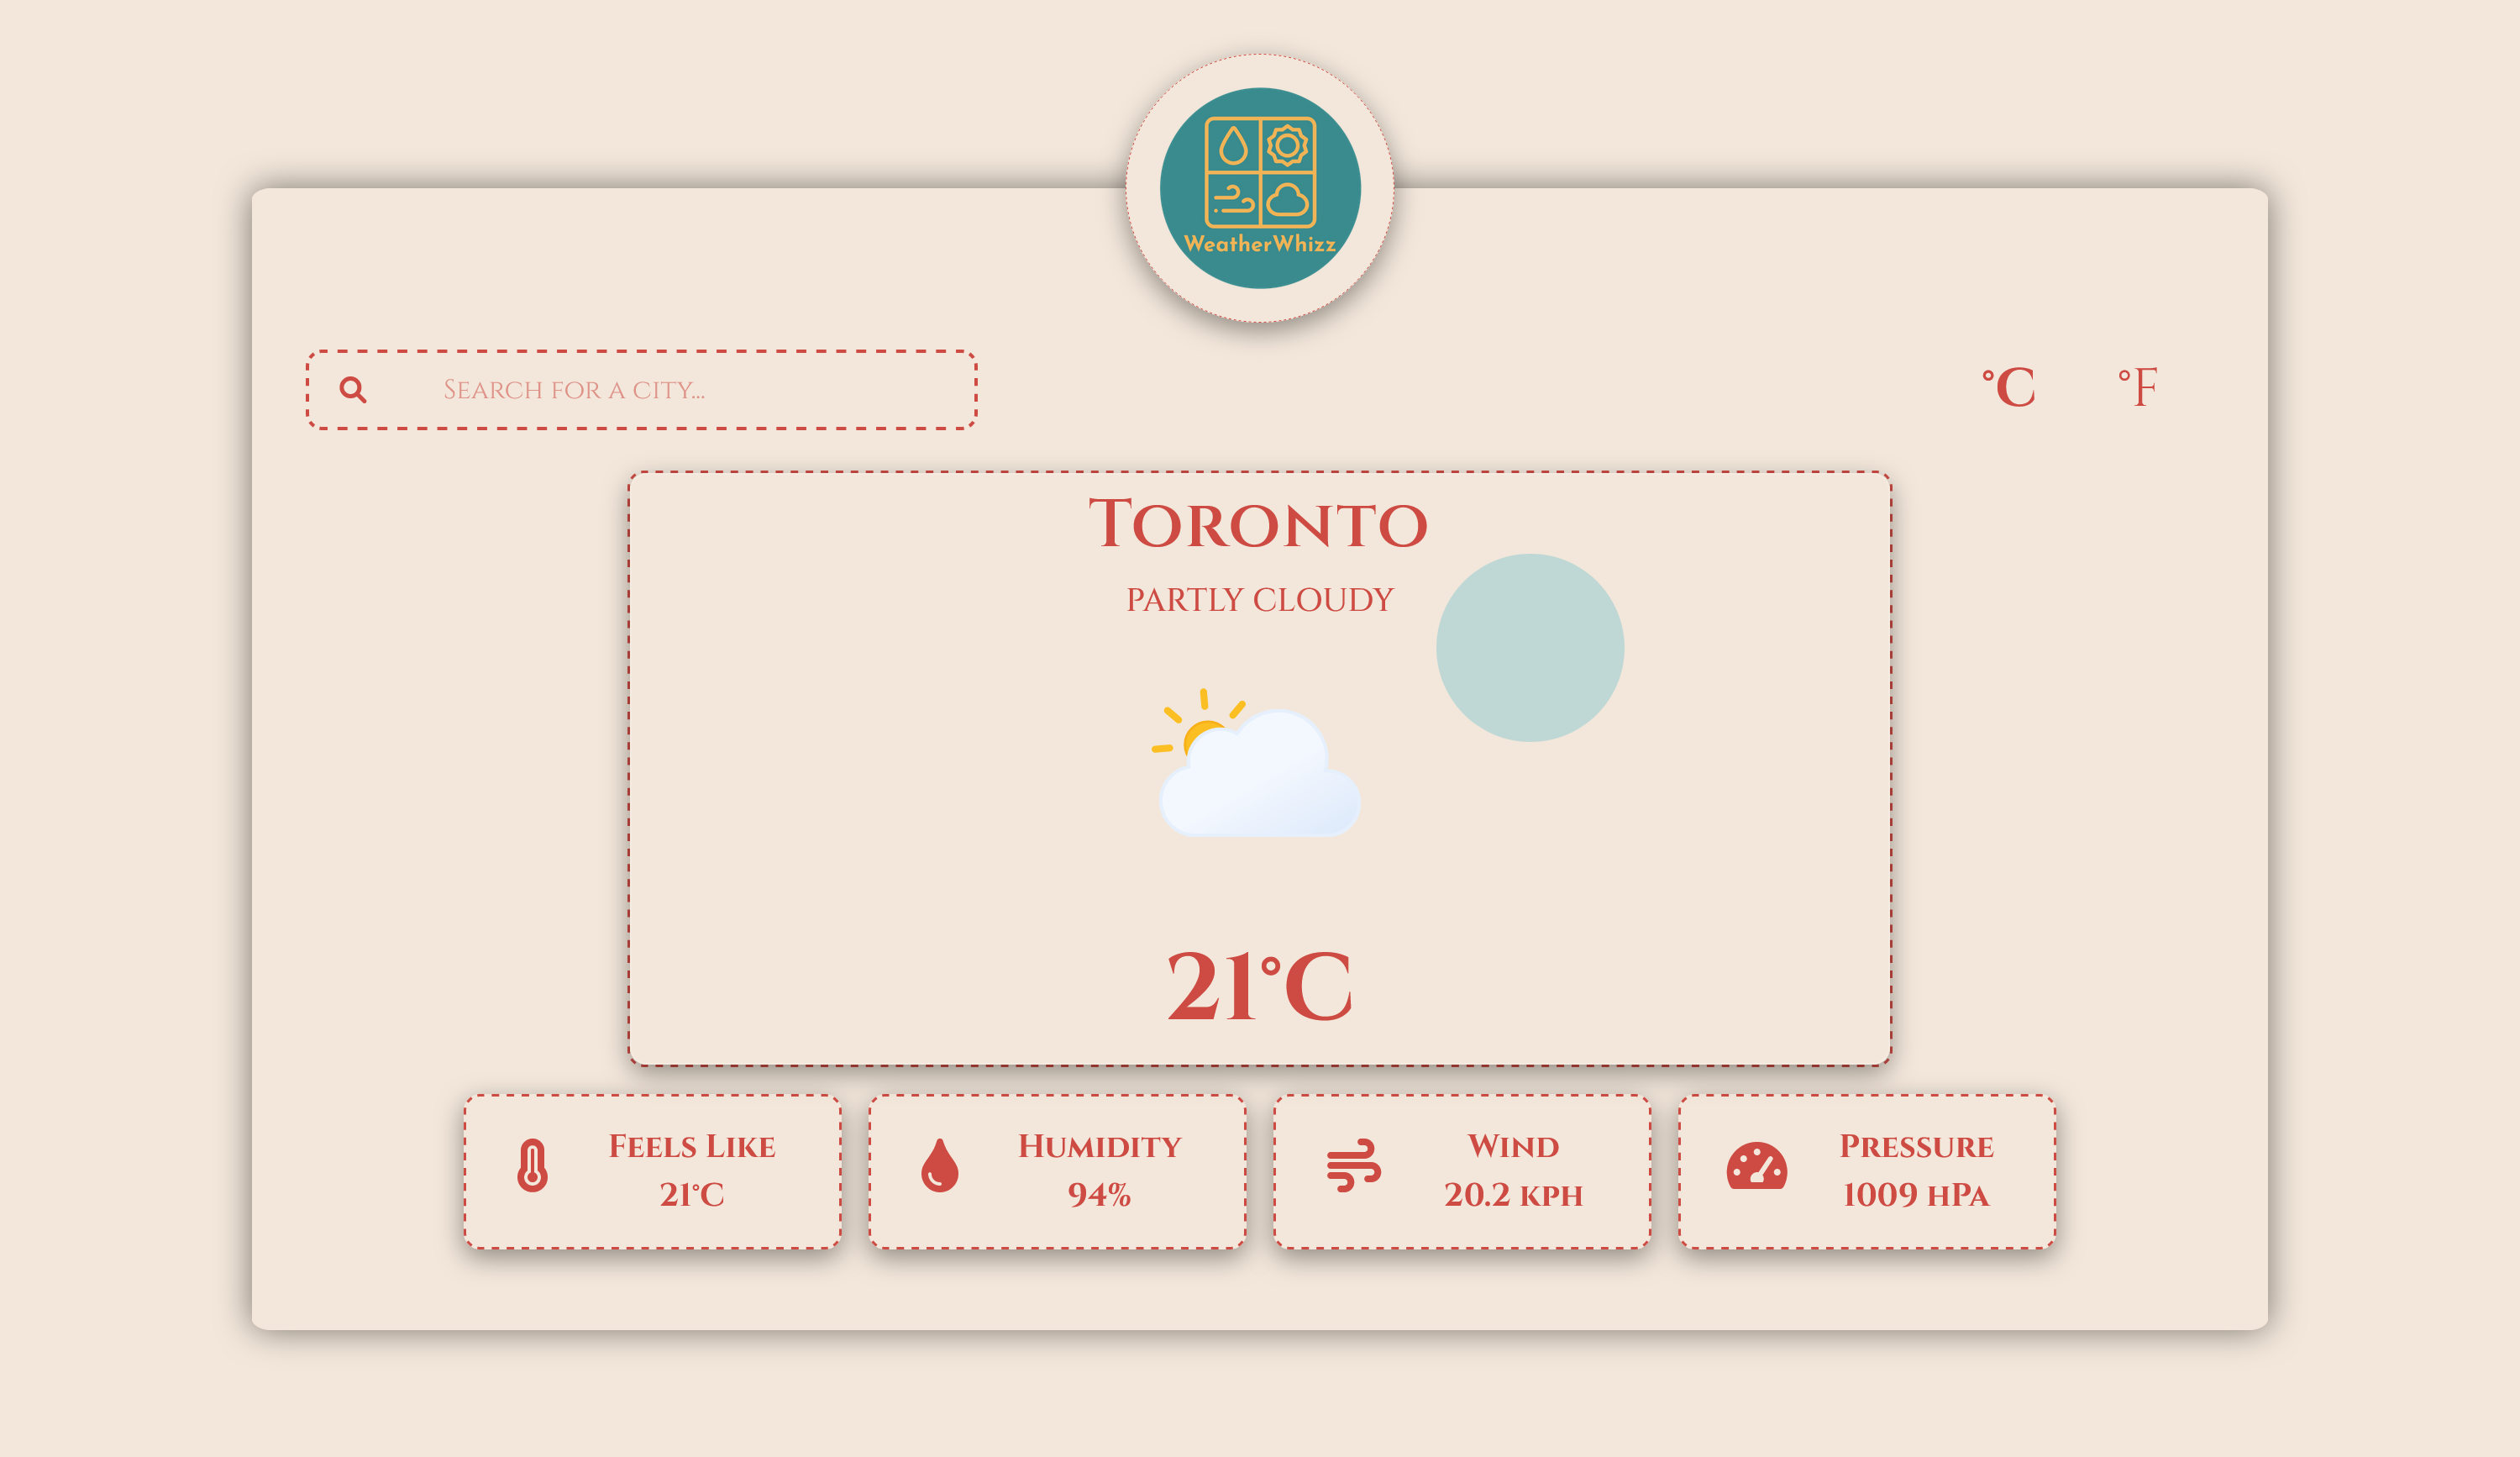 WeatherWhizz
Search for a city...
°C °F
Toronto
PARTLY CLOUDY
21°C
Feels Like
21°C
Humidity
94%
Wind
20.2 kph
Pressure
1009 hPa